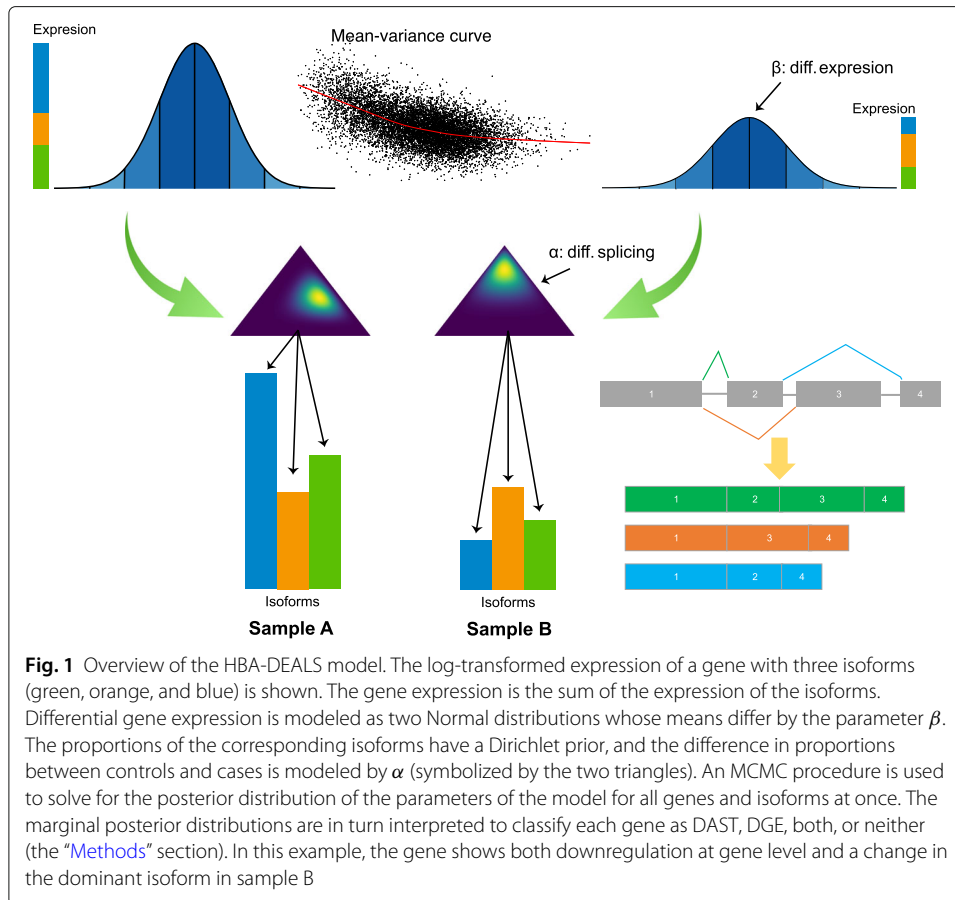 Expresion
Mean-variance curve
β: diff. expresion
Expresion
α: diff. splicing
1 2 3 4
1 2 3 4
1 3 4
1 2 4
Isoforms
Isoforms
Sample A
Sample B
Fig. 1 Overview of the HBA-DEALS model. The log-transformed expression of a gene with three isoforms
(green, orange, and blue) is shown. The gene expression is the sum of the expression of the isoforms.
Differential gene expression is modeled as two Normal distributions whose means differ by the parameter β.
The proportions of the corresponding isoforms have a Dirichlet prior, and the difference in proportions
between controls and cases is modeled by α (symbolized by the two triangles). An MCMC procedure is used
to solve for the posterior distribution of the parameters of the model for all genes and isoforms at once. The
marginal posterior distributions are in turn interpreted to classify each gene as DAST, DGE, both, or neither
(the “Methods” section). In this example, the gene shows both downregulation at gene level and a change in
the dominant isoform in sample B